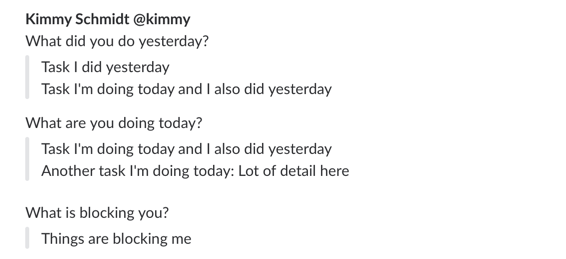 Kimmy Schmidt @kimmy
What did you do yesterday?
Task I did yesterday
Task I'm doing today and I also did yesterday
What are you doing today?
Task I'm doing today and I also did yesterday
Another task I'm doing today: Lot of detail here
What is blocking you?
Things are blocking me